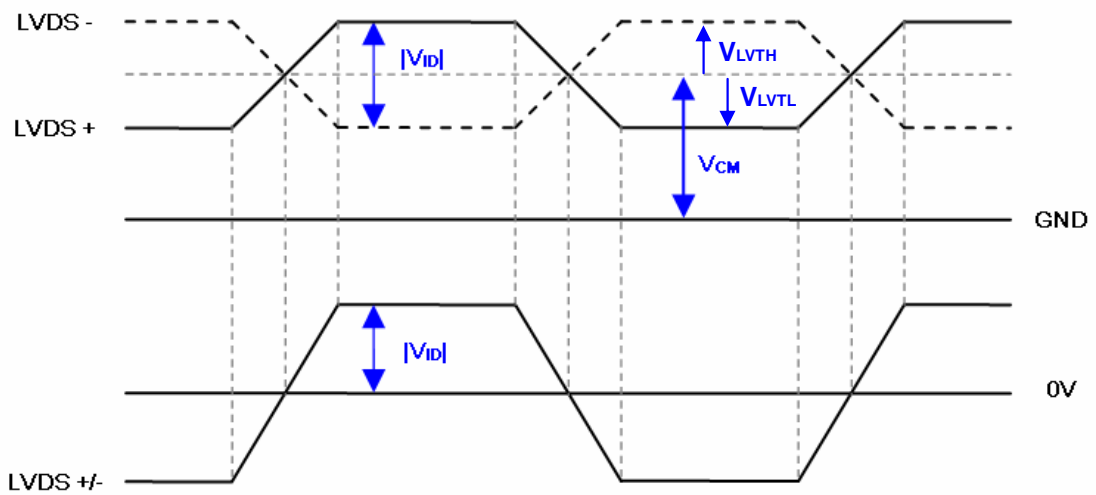 LVDS -
|VID|
VLVTH
VLVTL
LVDS +
VCM
GND
|VID|
0V
LVDS +/-